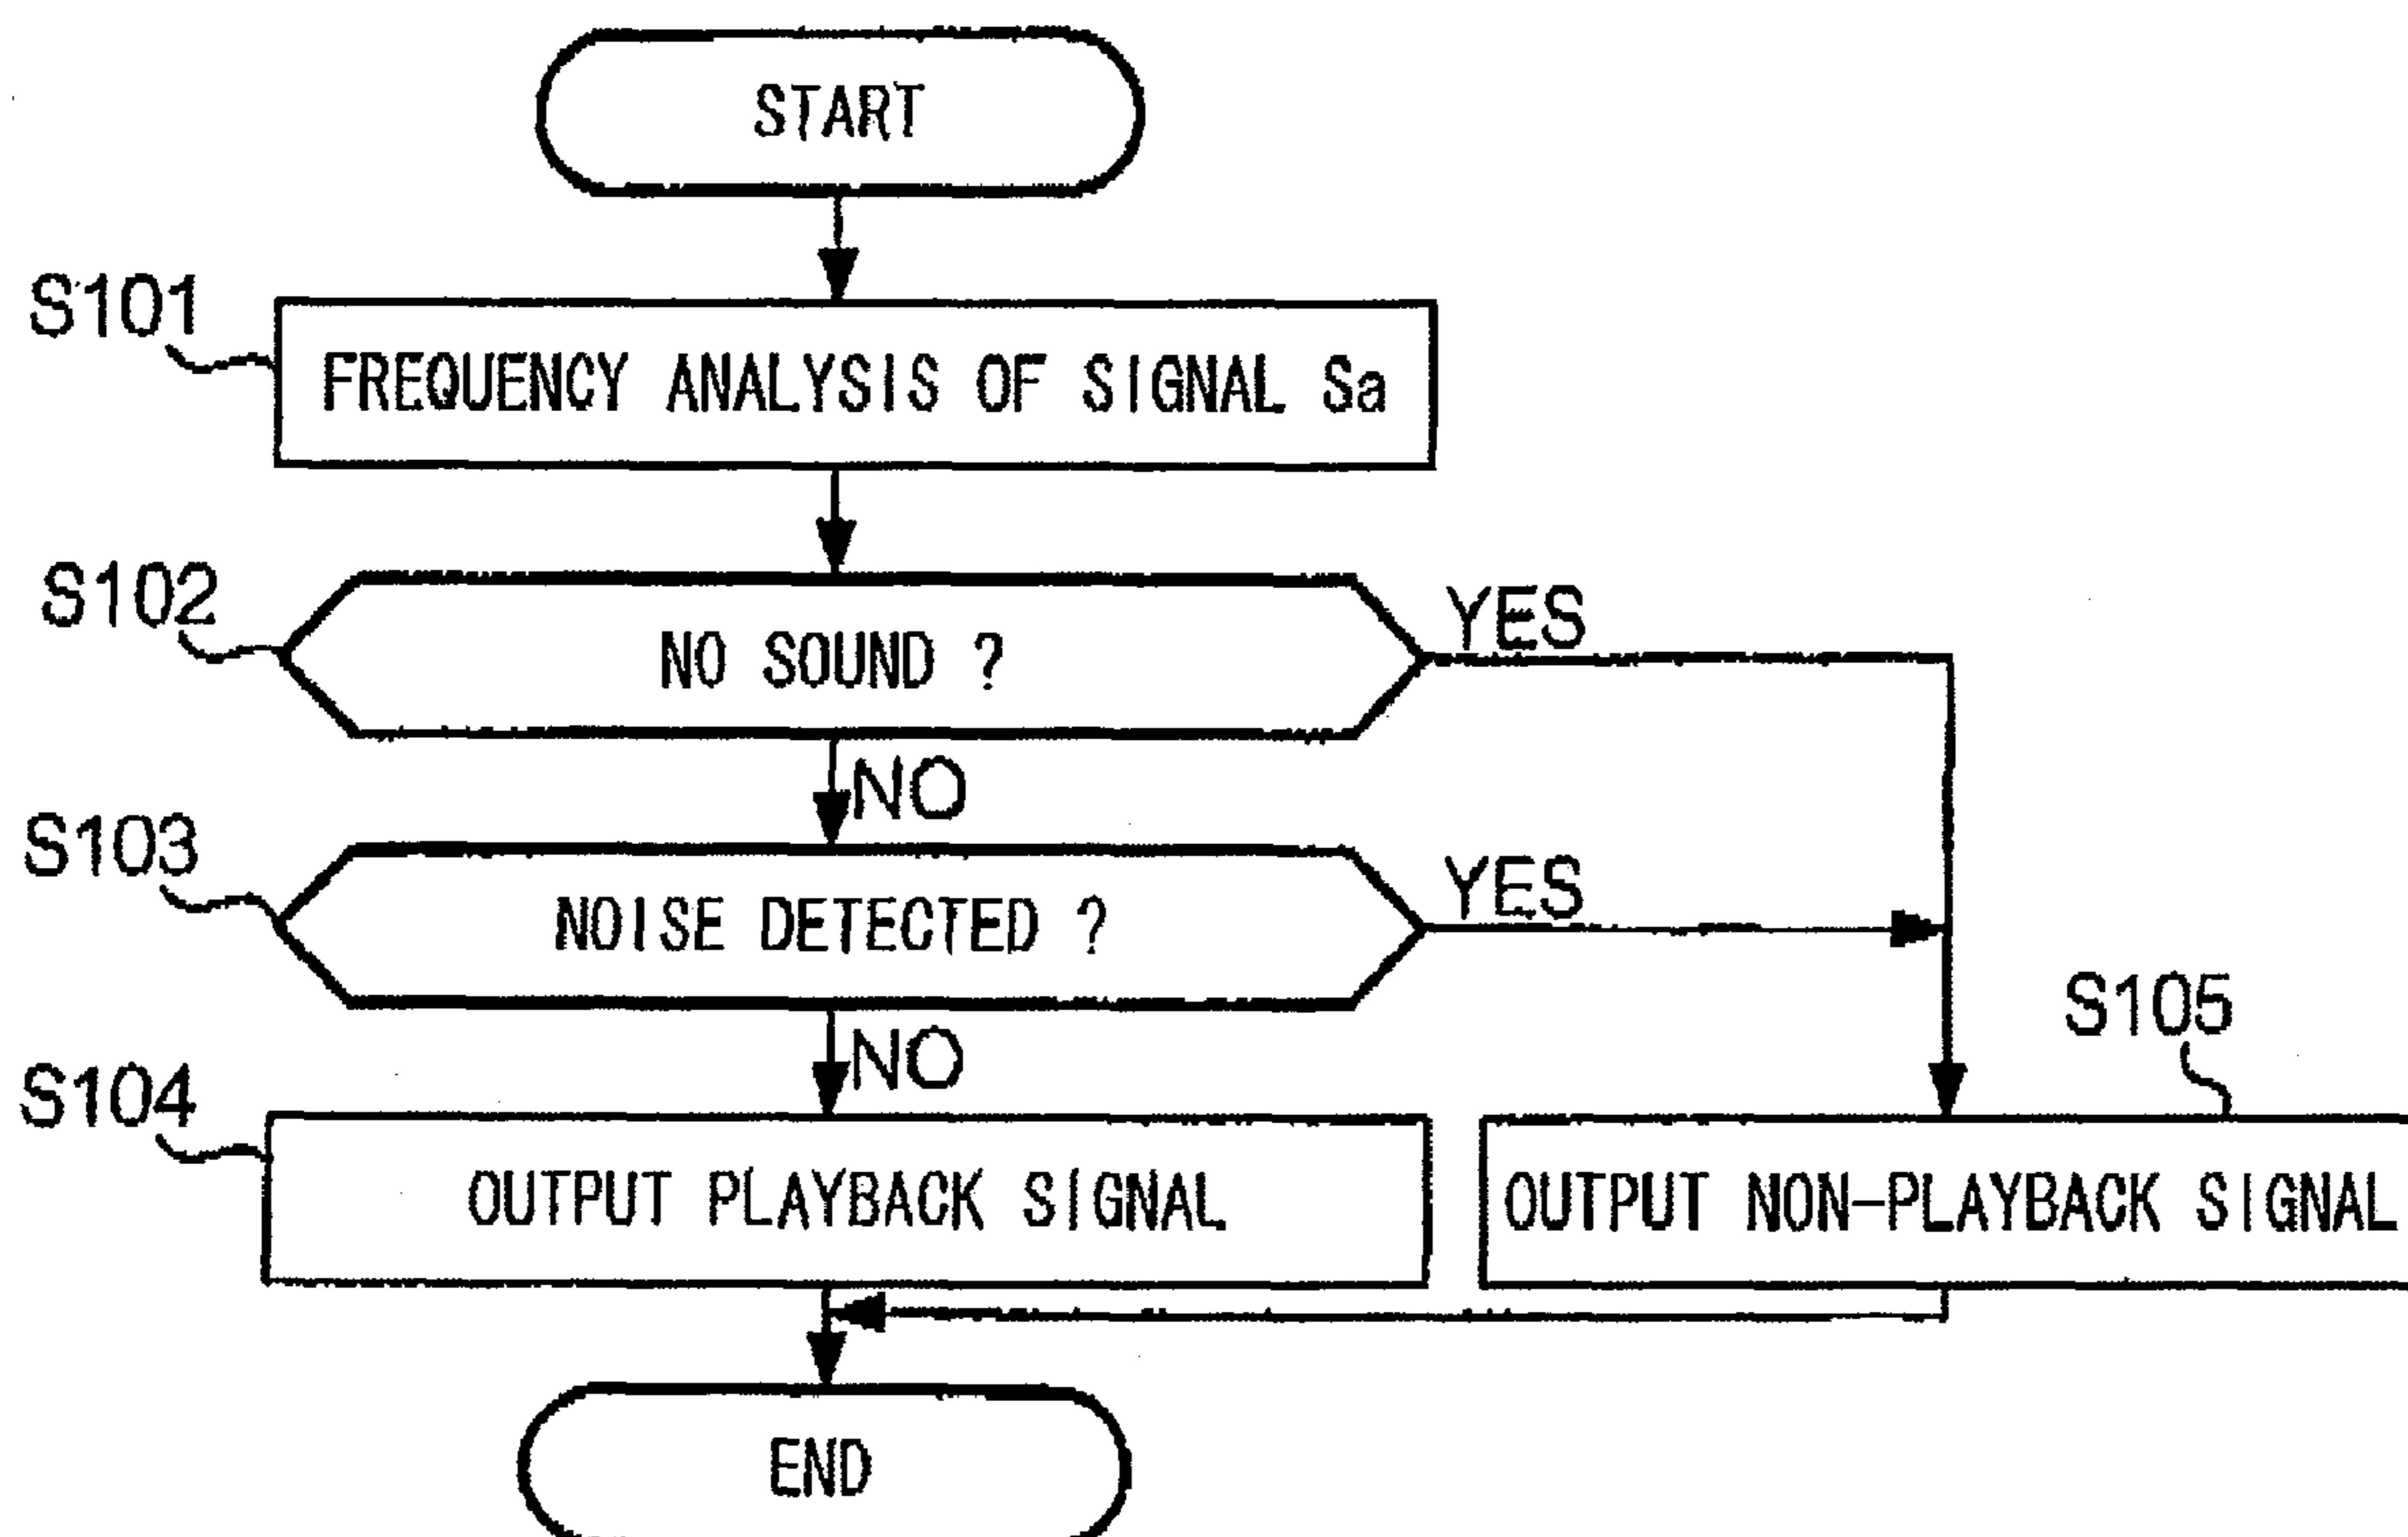 START
S101
FREQUENCY ANALYSIS OF SIGNAL Sa
S102
NO SOUND ?
YES
NO
S103
NOISE DETECTED ?
YES
NO
S105
S104
OUTPUT PLAYBACK SIGNAL
OUTPUT NON-PLAYBACK SIGNAL
END